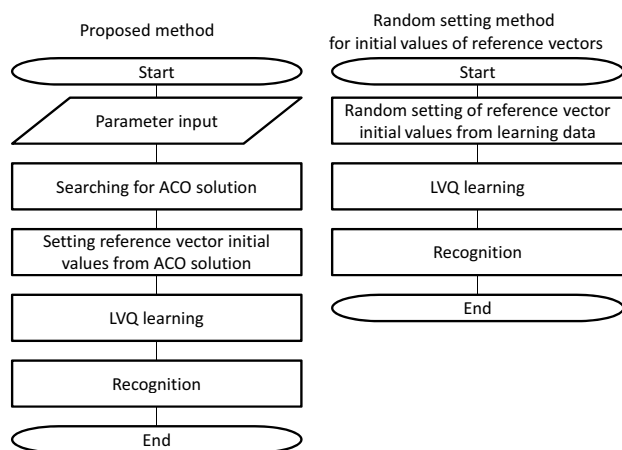 Proposed method
Start
Parameter input
Searching for ACO solution
Setting reference vector initial
values from ACO solution
LVQ learning
Recognition
End
Random setting method
for initial values of reference vectors
Start
Random setting of reference vector
initial values from learning data
LVQ learning
Recognition
End